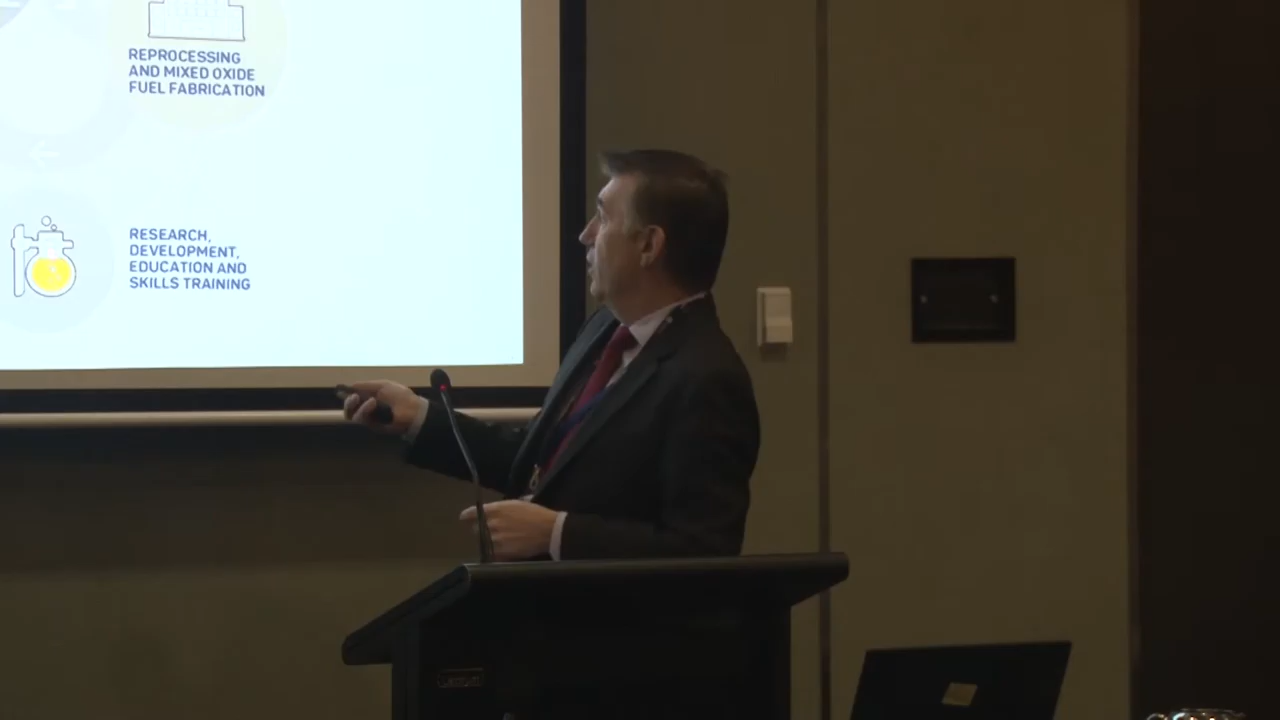 REPROCESSING
AND MIXED OXIDE
FUEL FABRICATION
RESEARCH,
DEVELOPMENT,
EDUCATION AND
SKILLS TRAINING